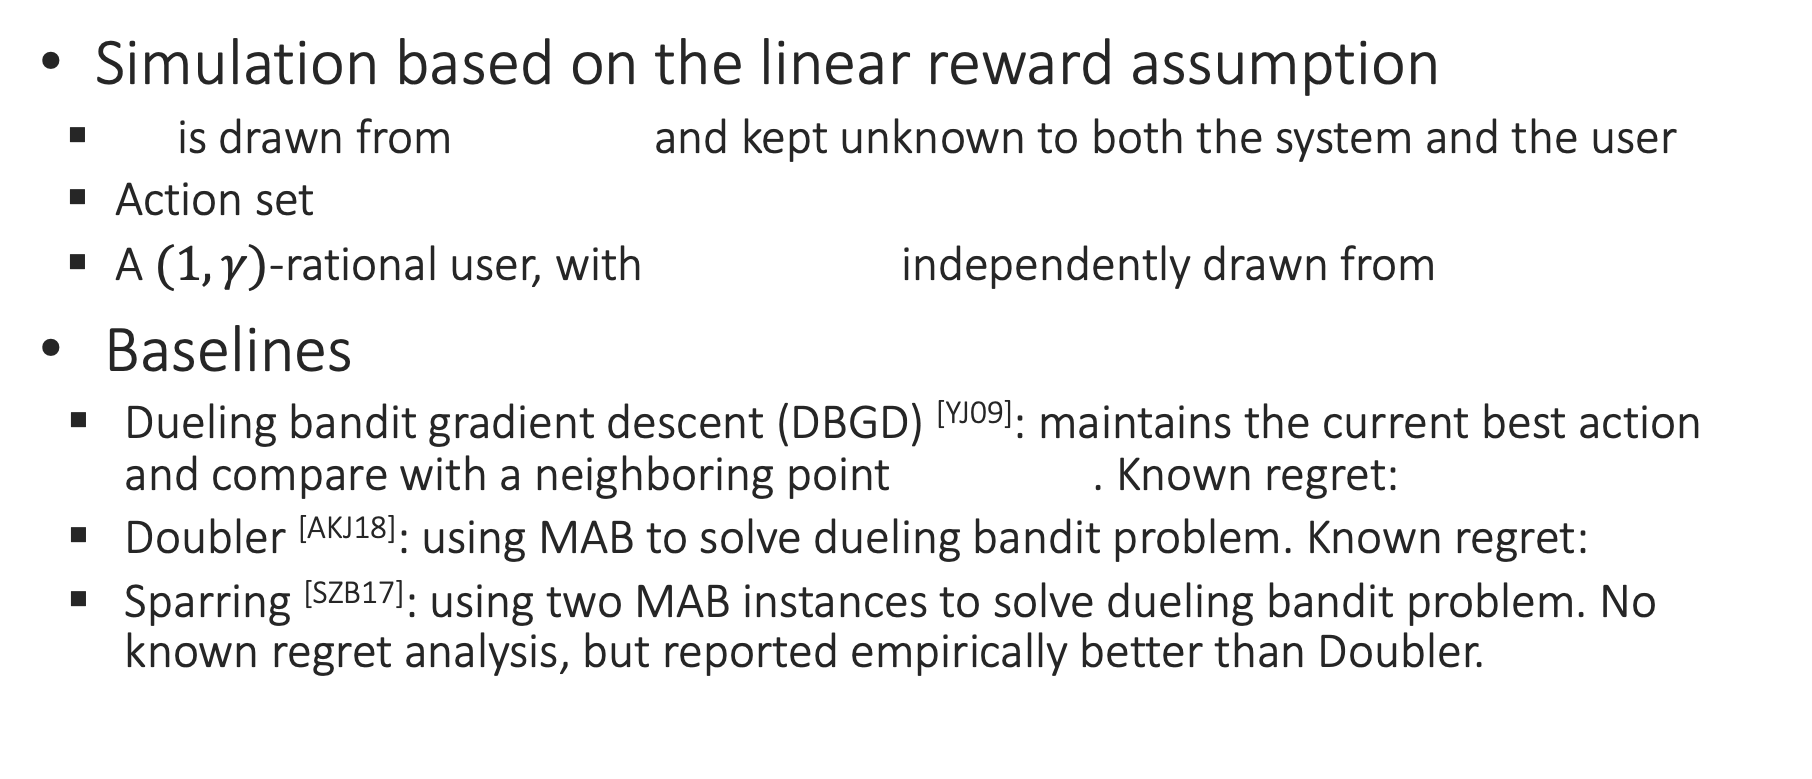 • Simulation based on the linear reward assumption
▪ is drawn from and kept unknown to both the system and the user
▪ Action set
▪ A (1, γ)-rational user, with independently drawn from
• Baselines
▪ Dueling bandit gradient descent (DBGD) [YJ09]: maintains the current best action
and compare with a neighboring point . Known regret:
▪ Doubler [AKJ18]: using MAB to solve dueling bandit problem. Known regret:
▪ Sparring [SZB17]: using two MAB instances to solve dueling bandit problem. No
known regret analysis, but reported empirically better than Doubler.